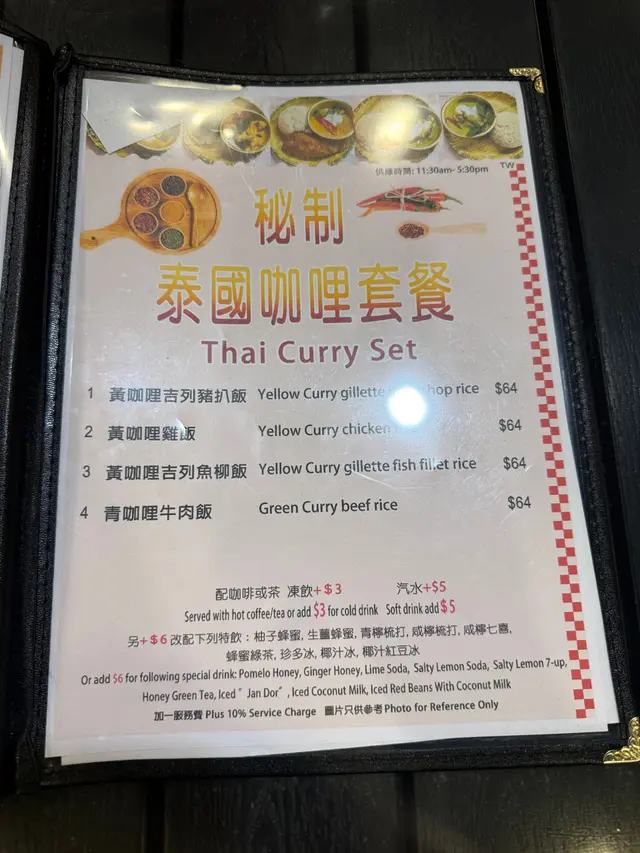 供應時間: 11:30am- 5:30pm TW
秘制
泰國咖哩套餐
Thai Curry Set
1 黃咖哩吉列豬扒飯 Yellow Curry gillette hop rice $64
2 黃咖哩雞飯 Yellow Curry chicken $64
3 黃咖哩吉列魚柳飯 Yellow Curry gillette fish fillet rice $64
4 青咖哩牛肉飯 Green Curry beef rice $64
配咖啡或茶 凍飲+$3 汽水+$5
Served with hot coffee/tea or add $3 for cold drink Soft drink add $5
另+$6 改配下列特飲: 柚子蜂蜜, 生薑蜂蜜, 青檸梳打, 咸檸梳打, 咸檸七喜,
蜂蜜綠茶, 珍多冰, 椰汁冰, 椰汁紅豆冰
Or add $6 for following special drink: Pomelo Honey, Ginger Honey, Lime Soda, Salty Lemon Soda, Salty Lemon 7-up,
Honey Green Tea, Iced "Jan Dor", Iced Coconut Milk, Iced Red Beans With Coconut Milk
加一服務費 Plus 10% Service Charge 圖片只供參考 Photo for Reference Only